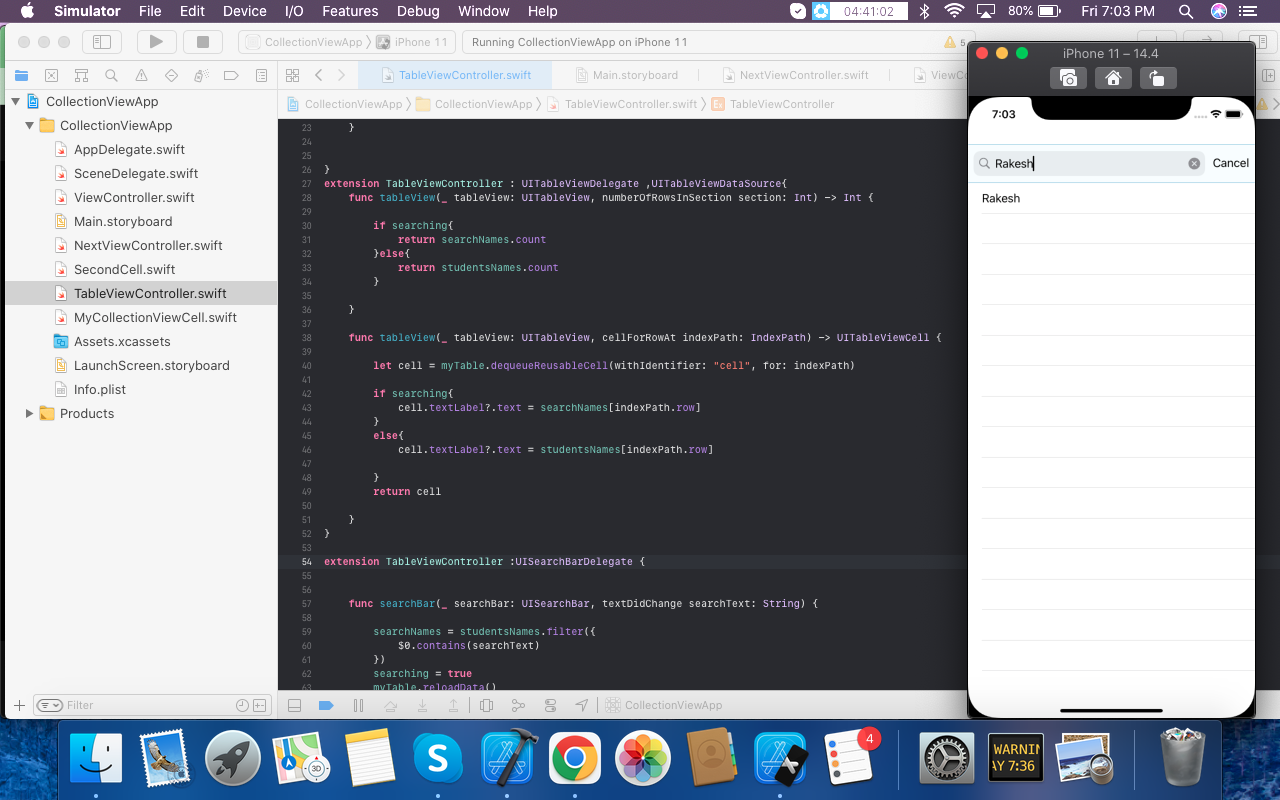 Simulator File Edit Device I/O Features Debug Window Help 04:41:02 80% Fri 7:03 PM
CollectionViewApp iPhone 11 Running CollectionViewApp on iPhone 11 5
TableViewController.swift Main.storyboard NextViewController.swift ViewCo
CollectionViewApp CollectionViewApp TableViewController.swift TableViewController
CollectionViewApp
CollectionViewApp
AppDelegate.swift
SceneDelegate.swift
ViewController.swift
Main.storyboard
NextViewController.swift
SecondCell.swift
TableViewController.swift
MyCollectionViewCell.swift
Assets.xcassets
LaunchScreen.storyboard
Info.plist
Products
Filter
23 }
24
25
26 }
27 extension TableViewController : UITableViewDelegate ,UITableViewDataSource{
28 func tableView(_ tableView: UITableView, numberOfRowsInSection section: Int) -> Int {
29
30 if searching{
31 return searchNames.count
32 }else{
33 return studentsNames.count
34 }
35
36 }
37
38 func tableView(_ tableView: UITableView, cellForRowAt indexPath: IndexPath) -> UITableViewCell {
39
40 let cell = myTable.dequeueReusableCell(withIdentifier: "cell", for: indexPath)
41
42 if searching{
43 cell.textLabel?.text = searchNames[indexPath.row]
44 }
45 else{
46 cell.textLabel?.text = studentsNames[indexPath.row]
47
48 }
49 return cell
50
51 }
52 }
53
54 extension TableViewController :UISearchBarDelegate {
55
56
57 func searchBar(_ searchBar: UISearchBar, textDidChange searchText: String) {
58
59 searchNames = studentsNames.filter({
60 $0.contains(searchText)
61 })
62 searching = true
63 myTable.reloadData()
CollectionViewApp
iPhone 11 – 14.4
7:03
Rakesh Cancel
Rakesh
3D
4
WARNIN
AY 7:36